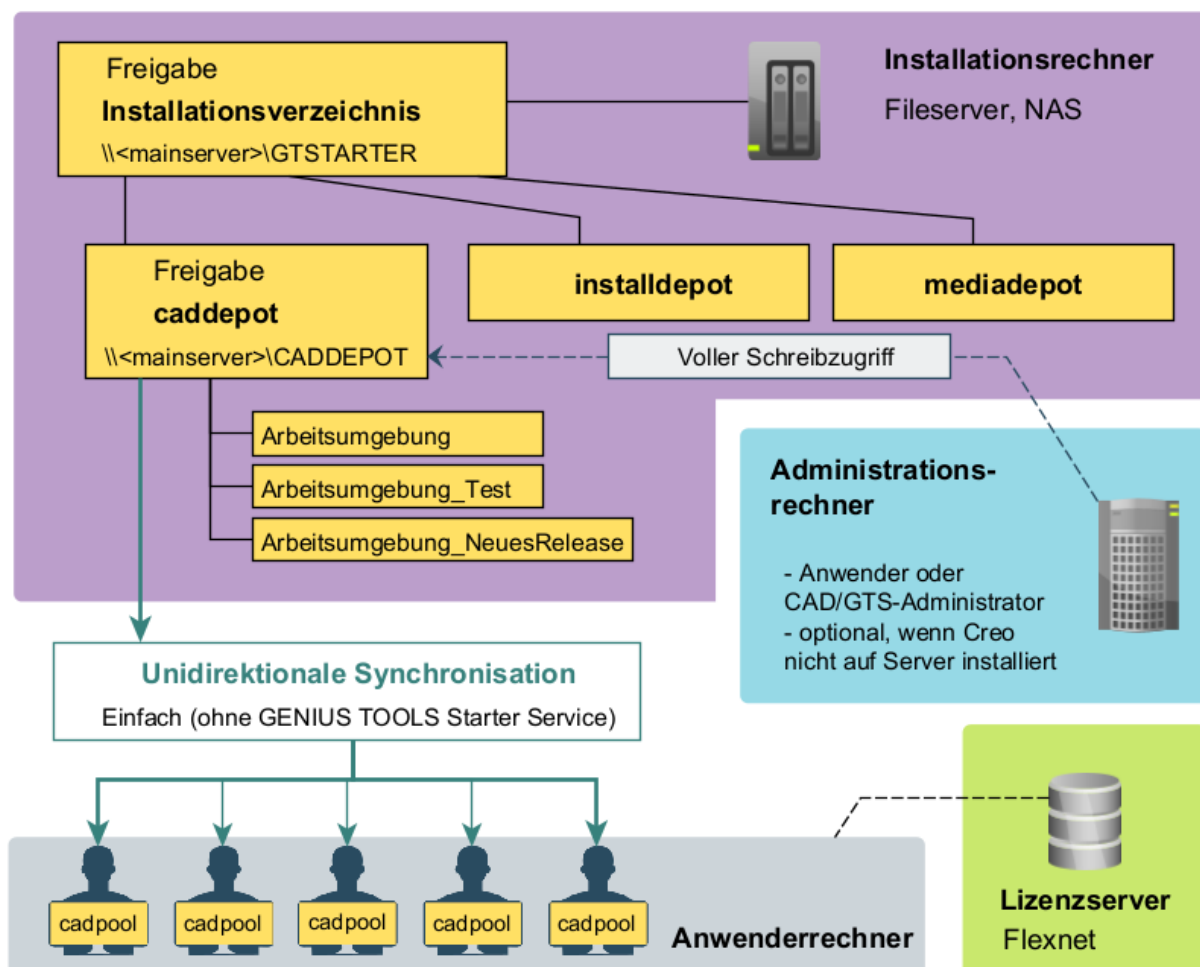 Freigabe
Installationsverzeichnis
\\<mainserver>\GTSTARTER
Installationsrechner
Fileserver, NAS
Freigabe
caddepot
\\<mainserver>\CADDEPOT
installdepot
mediadepot
Voller Schreibzugriff
Arbeitsumgebung
Arbeitsumgebung_Test
Arbeitsumgebung_NeuesRelease
Administrations-
rechner
- Anwender oder
CAD/GTS-Administrator
- optional, wenn Creo
nicht auf Server installiert
Unidirektionale Synchronisation
Einfach (ohne GENIUS TOOLS Starter Service)
cadpool
cadpool
cadpool
cadpool
cadpool
Anwenderrechner
Lizenzserver
Flexnet